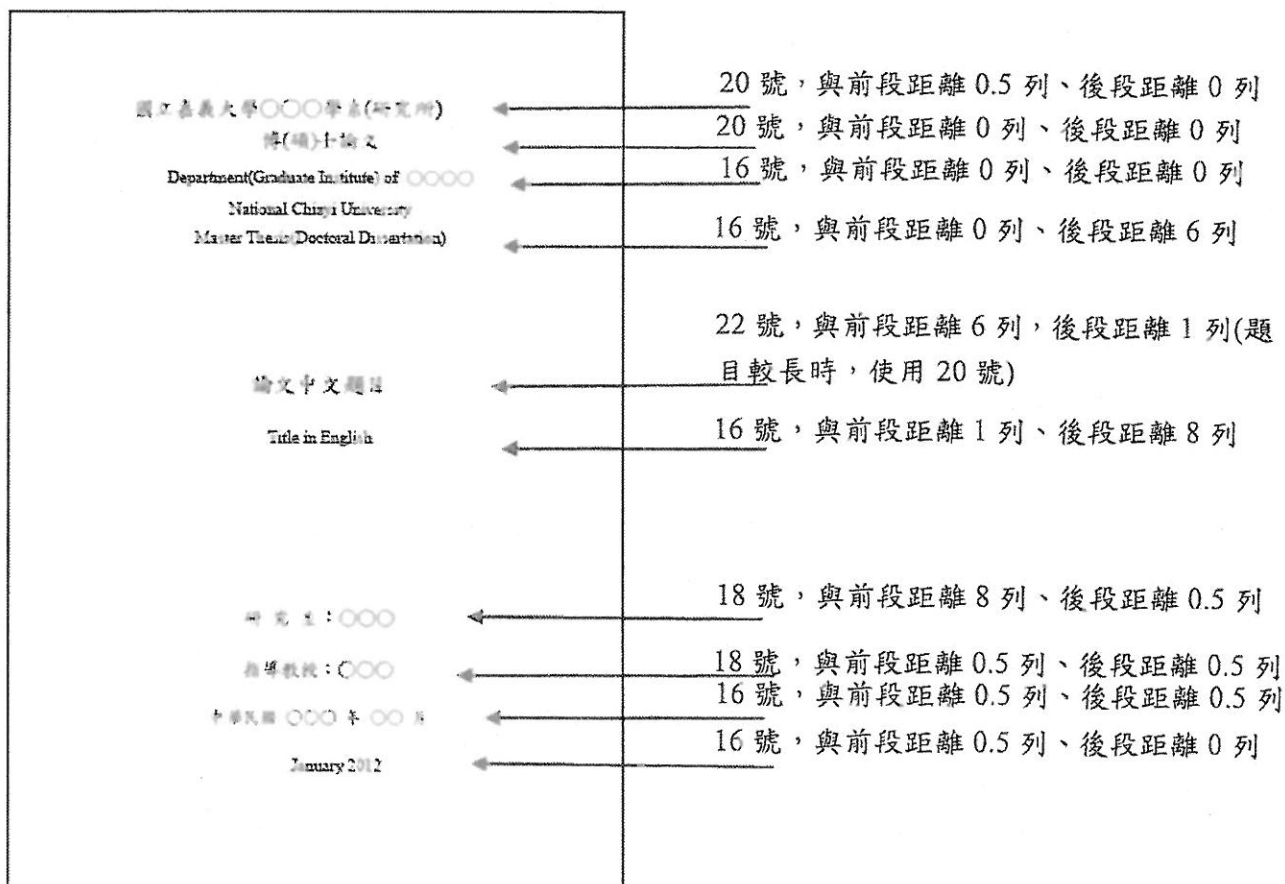 國立嘉義大學○○○學系(研究所)
博(碩)士論文
Department(Graduate Institute) of ○○○○
National Chiayi University
Master Thesis(Doctoral Dissertation)
論文中文題目
Title in English
研 究 生：○○○
指導教授：○○○
中華民國 ○○○ 年 ○○ 月
January 2012
20 號，與前段距離 0.5 列、後段距離 0 列
20 號，與前段距離 0 列、後段距離 0 列
16 號，與前段距離 0 列、後段距離 0 列
16 號，與前段距離 0 列、後段距離 6 列
22 號，與前段距離 6 列，後段距離 1 列(題
目較長時，使用 20 號)
16 號，與前段距離 1 列、後段距離 8 列
18 號，與前段距離 8 列、後段距離 0.5 列
18 號，與前段距離 0.5 列、後段距離 0.5 列
16 號，與前段距離 0.5 列、後段距離 0.5 列
16 號，與前段距離 0.5 列、後段距離 0 列